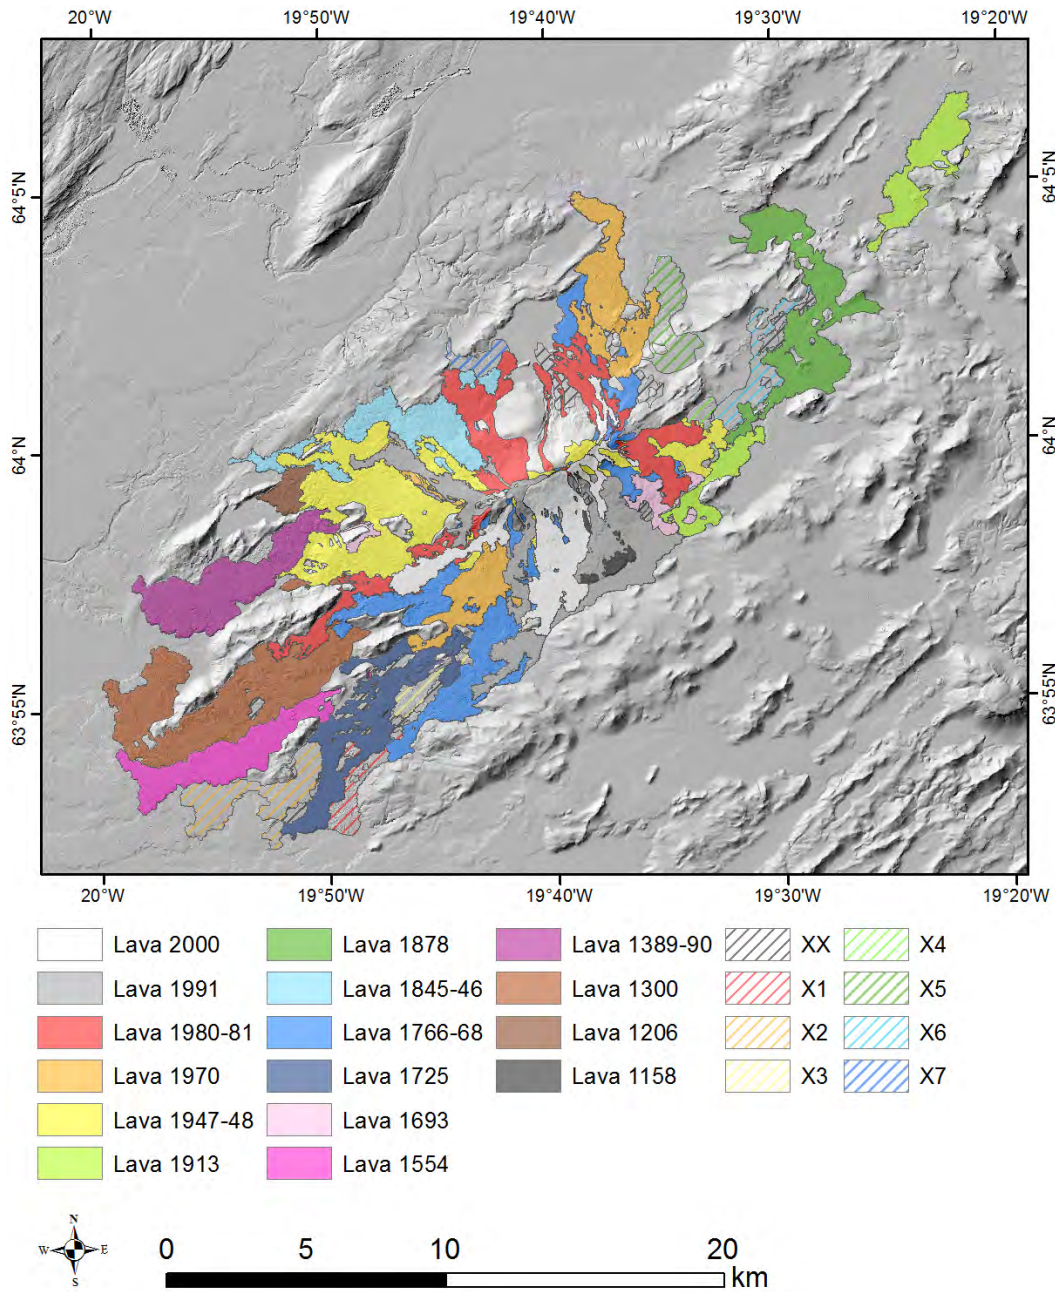 20°W 19°50'W 19°40'W 19°30'W 19°20'W
64°5'N 64°5'N
64°N 64°N
63°55'N 63°55'N
20°W 19°50'W 19°40'W 19°30'W 19°20'W
Lava 2000 Lava 1878 Lava 1389-90 XX X4
Lava 1991 Lava 1845-46 Lava 1300 X1 X5
Lava 1980-81 Lava 1766-68 Lava 1206 X2 X6
Lava 1970 Lava 1725 Lava 1158 X3 X7
Lava 1947-48 Lava 1693
Lava 1913 Lava 1554
N
W E
S
0 5 10 20
km